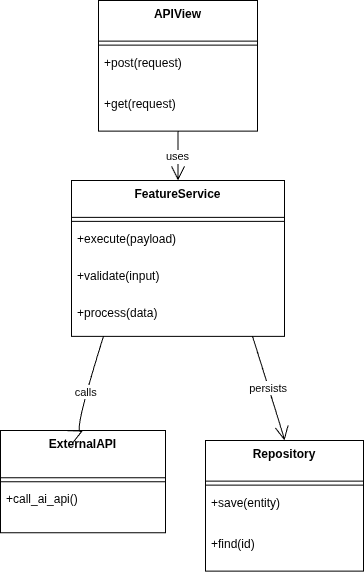 APIView
+post(request)
+get(request)
uses
FeatureService
+execute(payload)
+validate(input)
+process(data)
calls
persists
ExternalAPI
+call_ai_api()
Repository
+save(entity)
+find(id)